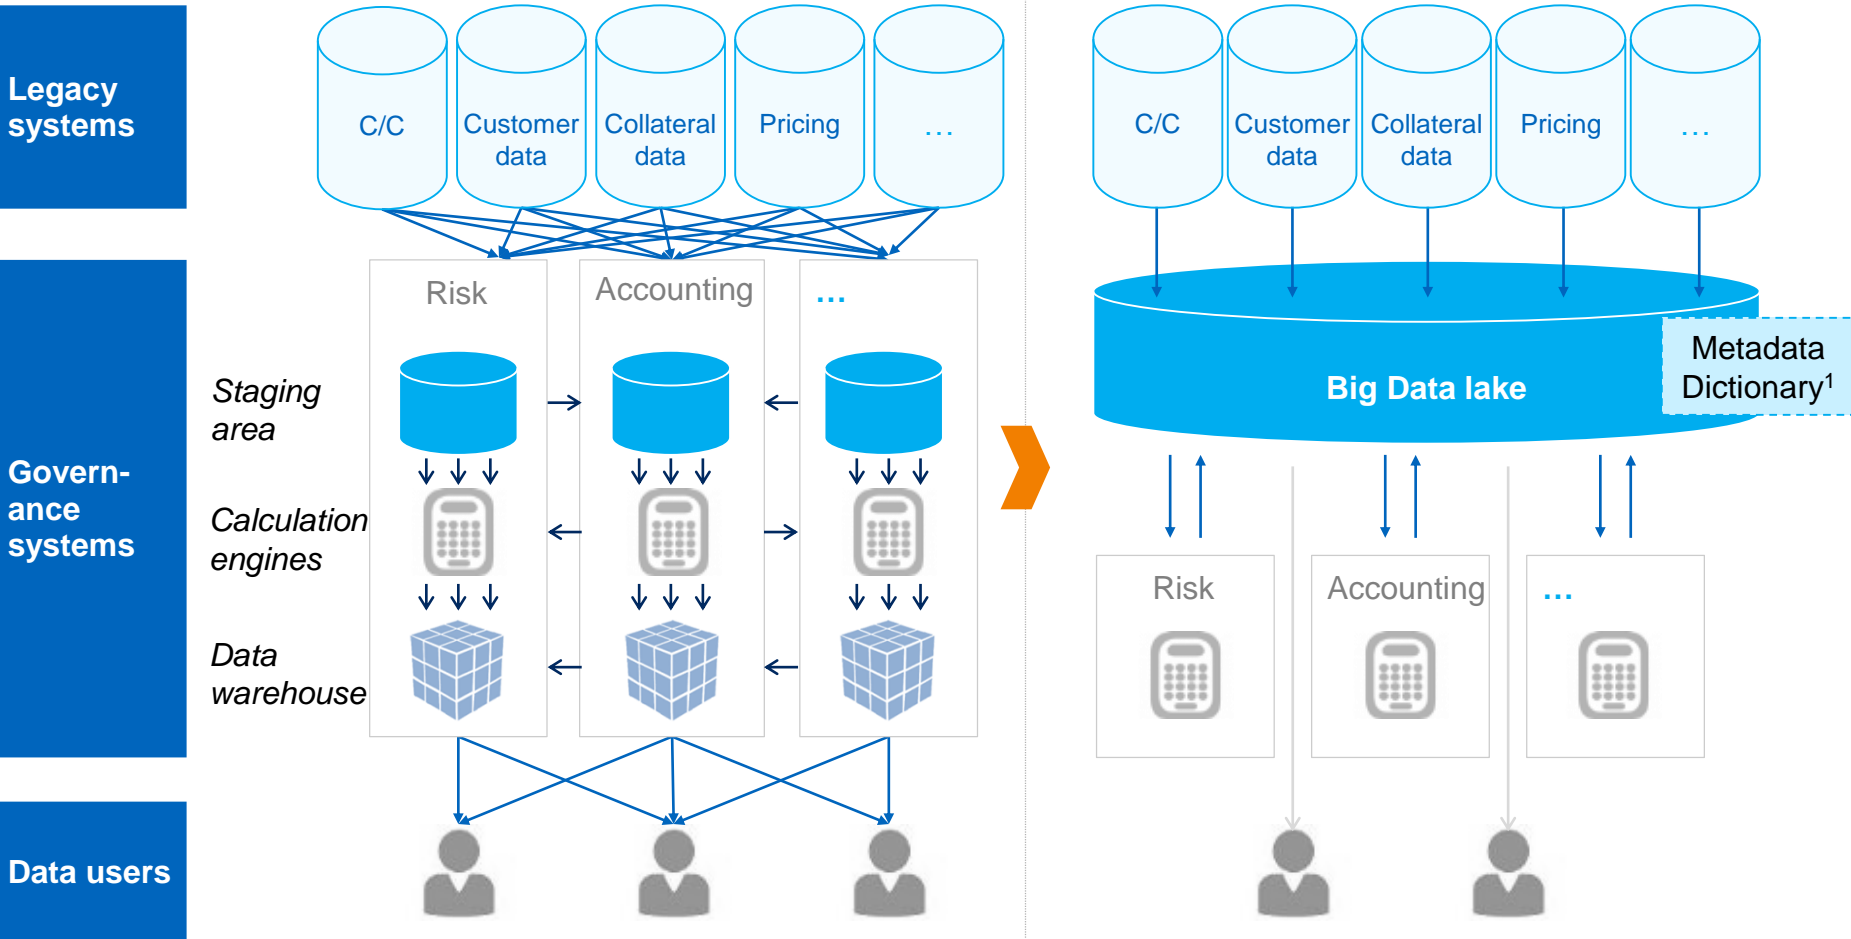 Legacy
systems
C/C
Customer
data
Collateral
data
Pricing
...
C/C
Customer
data
Collateral
data
Pricing
...
Govern-
ance
systems
Risk
Accounting
...
Staging
area
Calculation
engines
Data
warehouse
Big Data lake
Metadata
Dictionary¹
Risk
Accounting
...
Data users